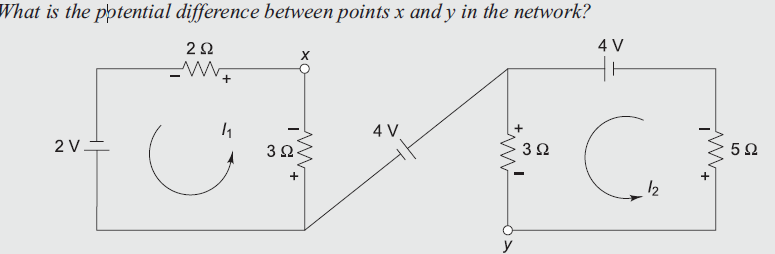 What is the potential difference between points x and y in the network?
2 Ω
4 V
x
− +
I1
−
4 V
+
−
2 V
3 Ω
3 Ω
5 Ω
+
−
+
I2
y